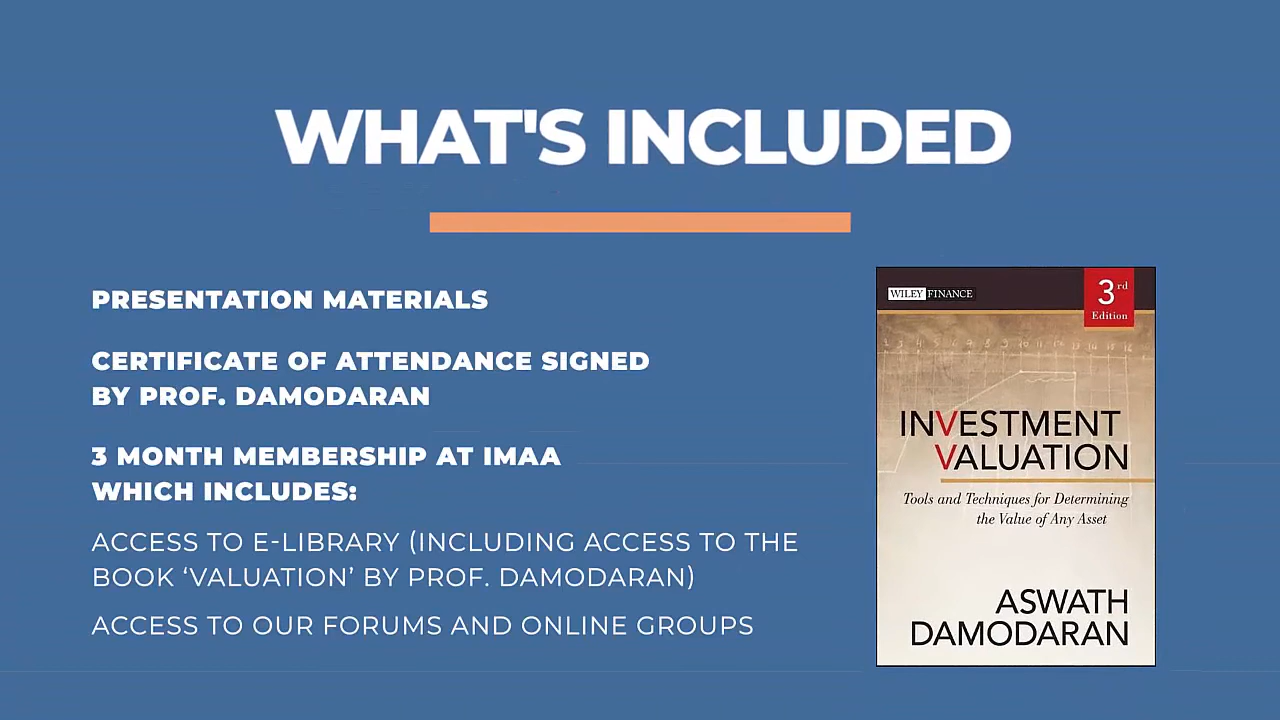 WHAT'S INCLUDED
PRESENTATION MATERIALS
CERTIFICATE OF ATTENDANCE SIGNED
BY PROF. DAMODARAN
3 MONTH MEMBERSHIP AT IMAA
WHICH INCLUDES:
ACCESS TO E-LIBRARY (INCLUDING ACCESS TO THE
BOOK ‘VALUATION’ BY PROF. DAMODARAN)
ACCESS TO OUR FORUMS AND ONLINE GROUPS
WILEY FINANCE
3rd
Edition
INVESTMENT
VALUATION
Tools and Techniques for Determining
the Value of Any Asset
ASWATH
DAMODARAN